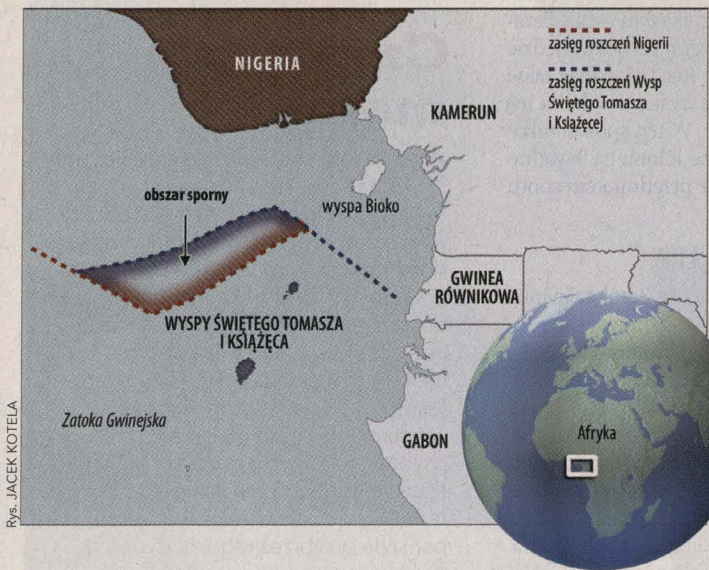 NIGERIA
zasięg roszczeń Nigerii
zasięg roszczeń Wysp
Świętego Tomasza
i Książęcej
KAMERUN
obszar sporny
wyspa Bioko
GWINEA
RÓWNIKOWA
WYSPY ŚWIĘTEGO TOMASZA
I KSIĄŻĘCA
Zatoka Gwinejska
GABON
Afryka
Rys. JACEK KOTELA